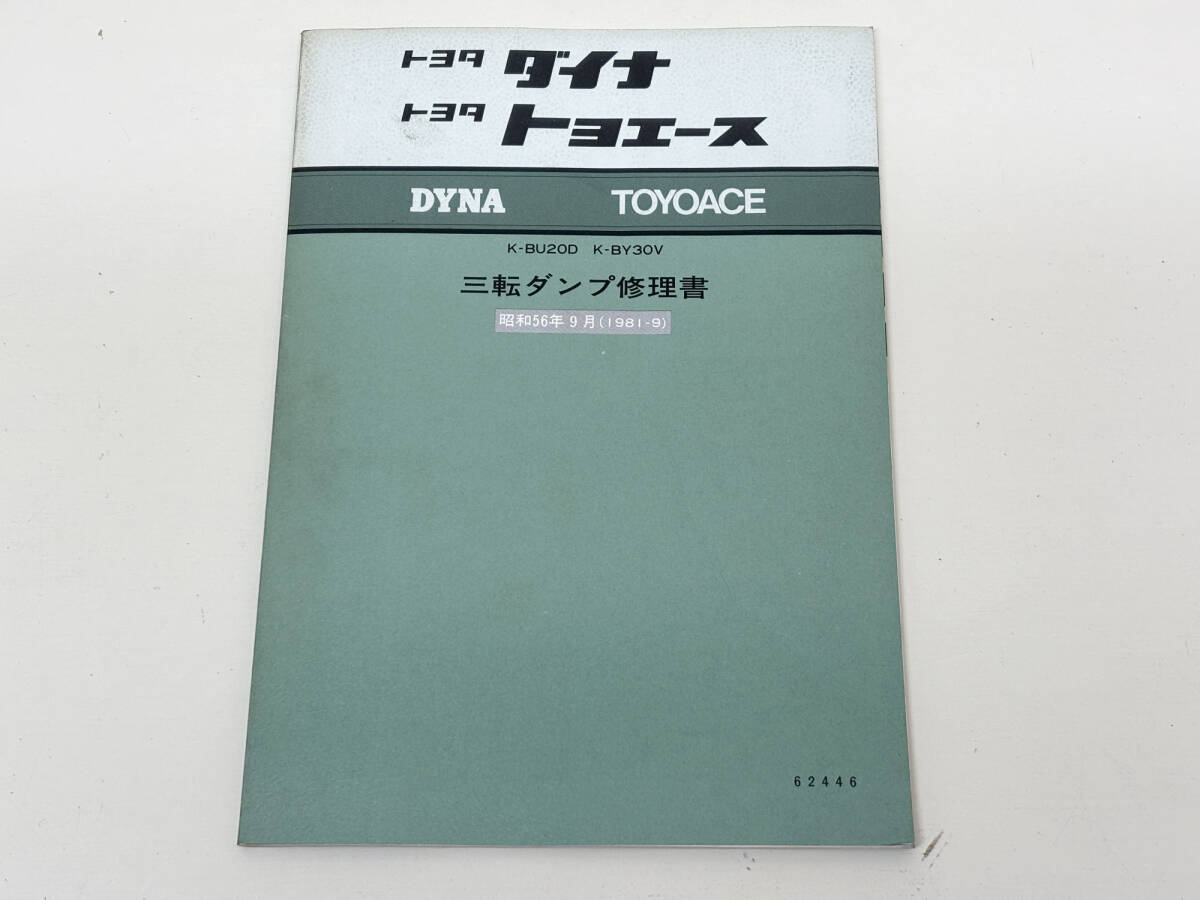 トヨタ ダイナ
トヨタ トヨエース
DYNA TOYOACE
K-BU20D K-BY30V
三転ダンプ修理書
昭和56年9月(1981-9)
62446